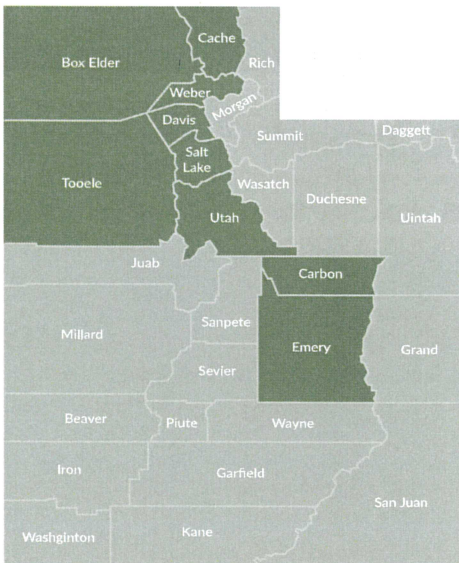 Cache
Rich
Box Elder
Weber
Morgan
Davis
Summit
Daggett
Salt
Lake
Tooele
Wasatch
Duchesne
Utah
Uintah
Juab
Carbon
Sanpete
Millard
Emery
Grand
Sevier
Beaver
Piute
Wayne
Iron
Garfield
San Juan
Washginton
Kane